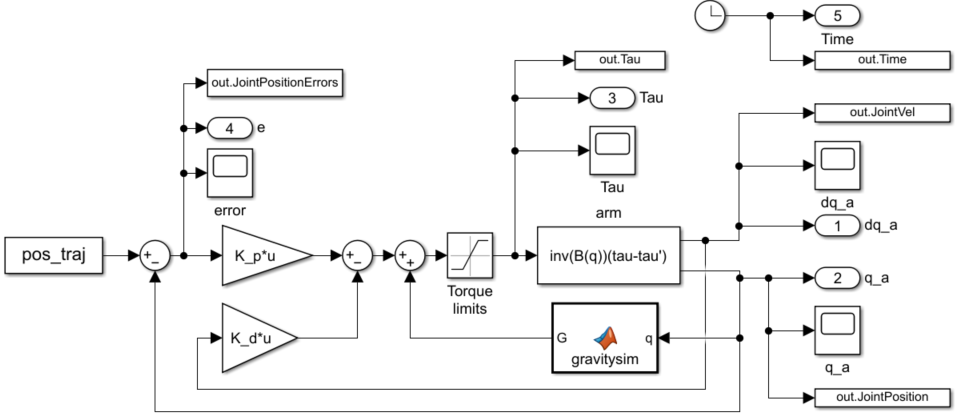 5
Time
out.Time
out.Tau
3 Tau
Tau
out.JointPositionErrors
4 e
error
out.JointVel
dq_a
1 dq_a
arm
pos_traj
+
−
K_p*u
+
−
+
+
Torque
limits
inv(B(q))(tau-tau')
2 q_a
K_d*u
G q
gravitysim
q_a
out.JointPosition